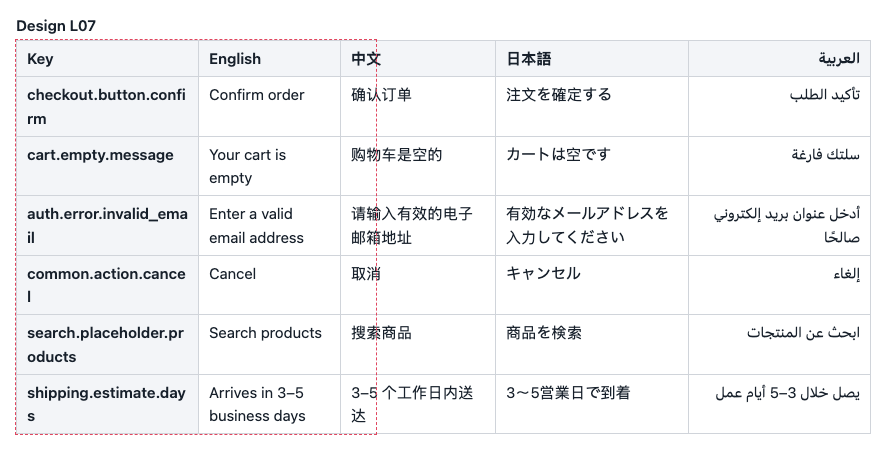 Design L07
Key English 中文 日本語 العربية
checkout.button.confi Confirm order 确认订单 注文を確定する تأكيد الطلب
rm
cart.empty.message Your cart is 购物车是空的 カートは空です سلتك فارغة
empty
auth.error.invalid_ema Enter a valid 请输入有效的电子 有効なメールアドレスを أدخل عنوان بريد إلكتروني
il email address 邮箱地址 入力してください صالحًا
common.action.cance Cancel 取消 キャンセル إلغاء
l
search.placeholder.pr Search products 搜索商品 商品を検索 ابحث عن المنتجات
oducts
shipping.estimate.day Arrives in 3–5 3–5 个工作日内送 3〜5営業日で到着 يصل خلال 3–5 أيام عمل
s business days 达